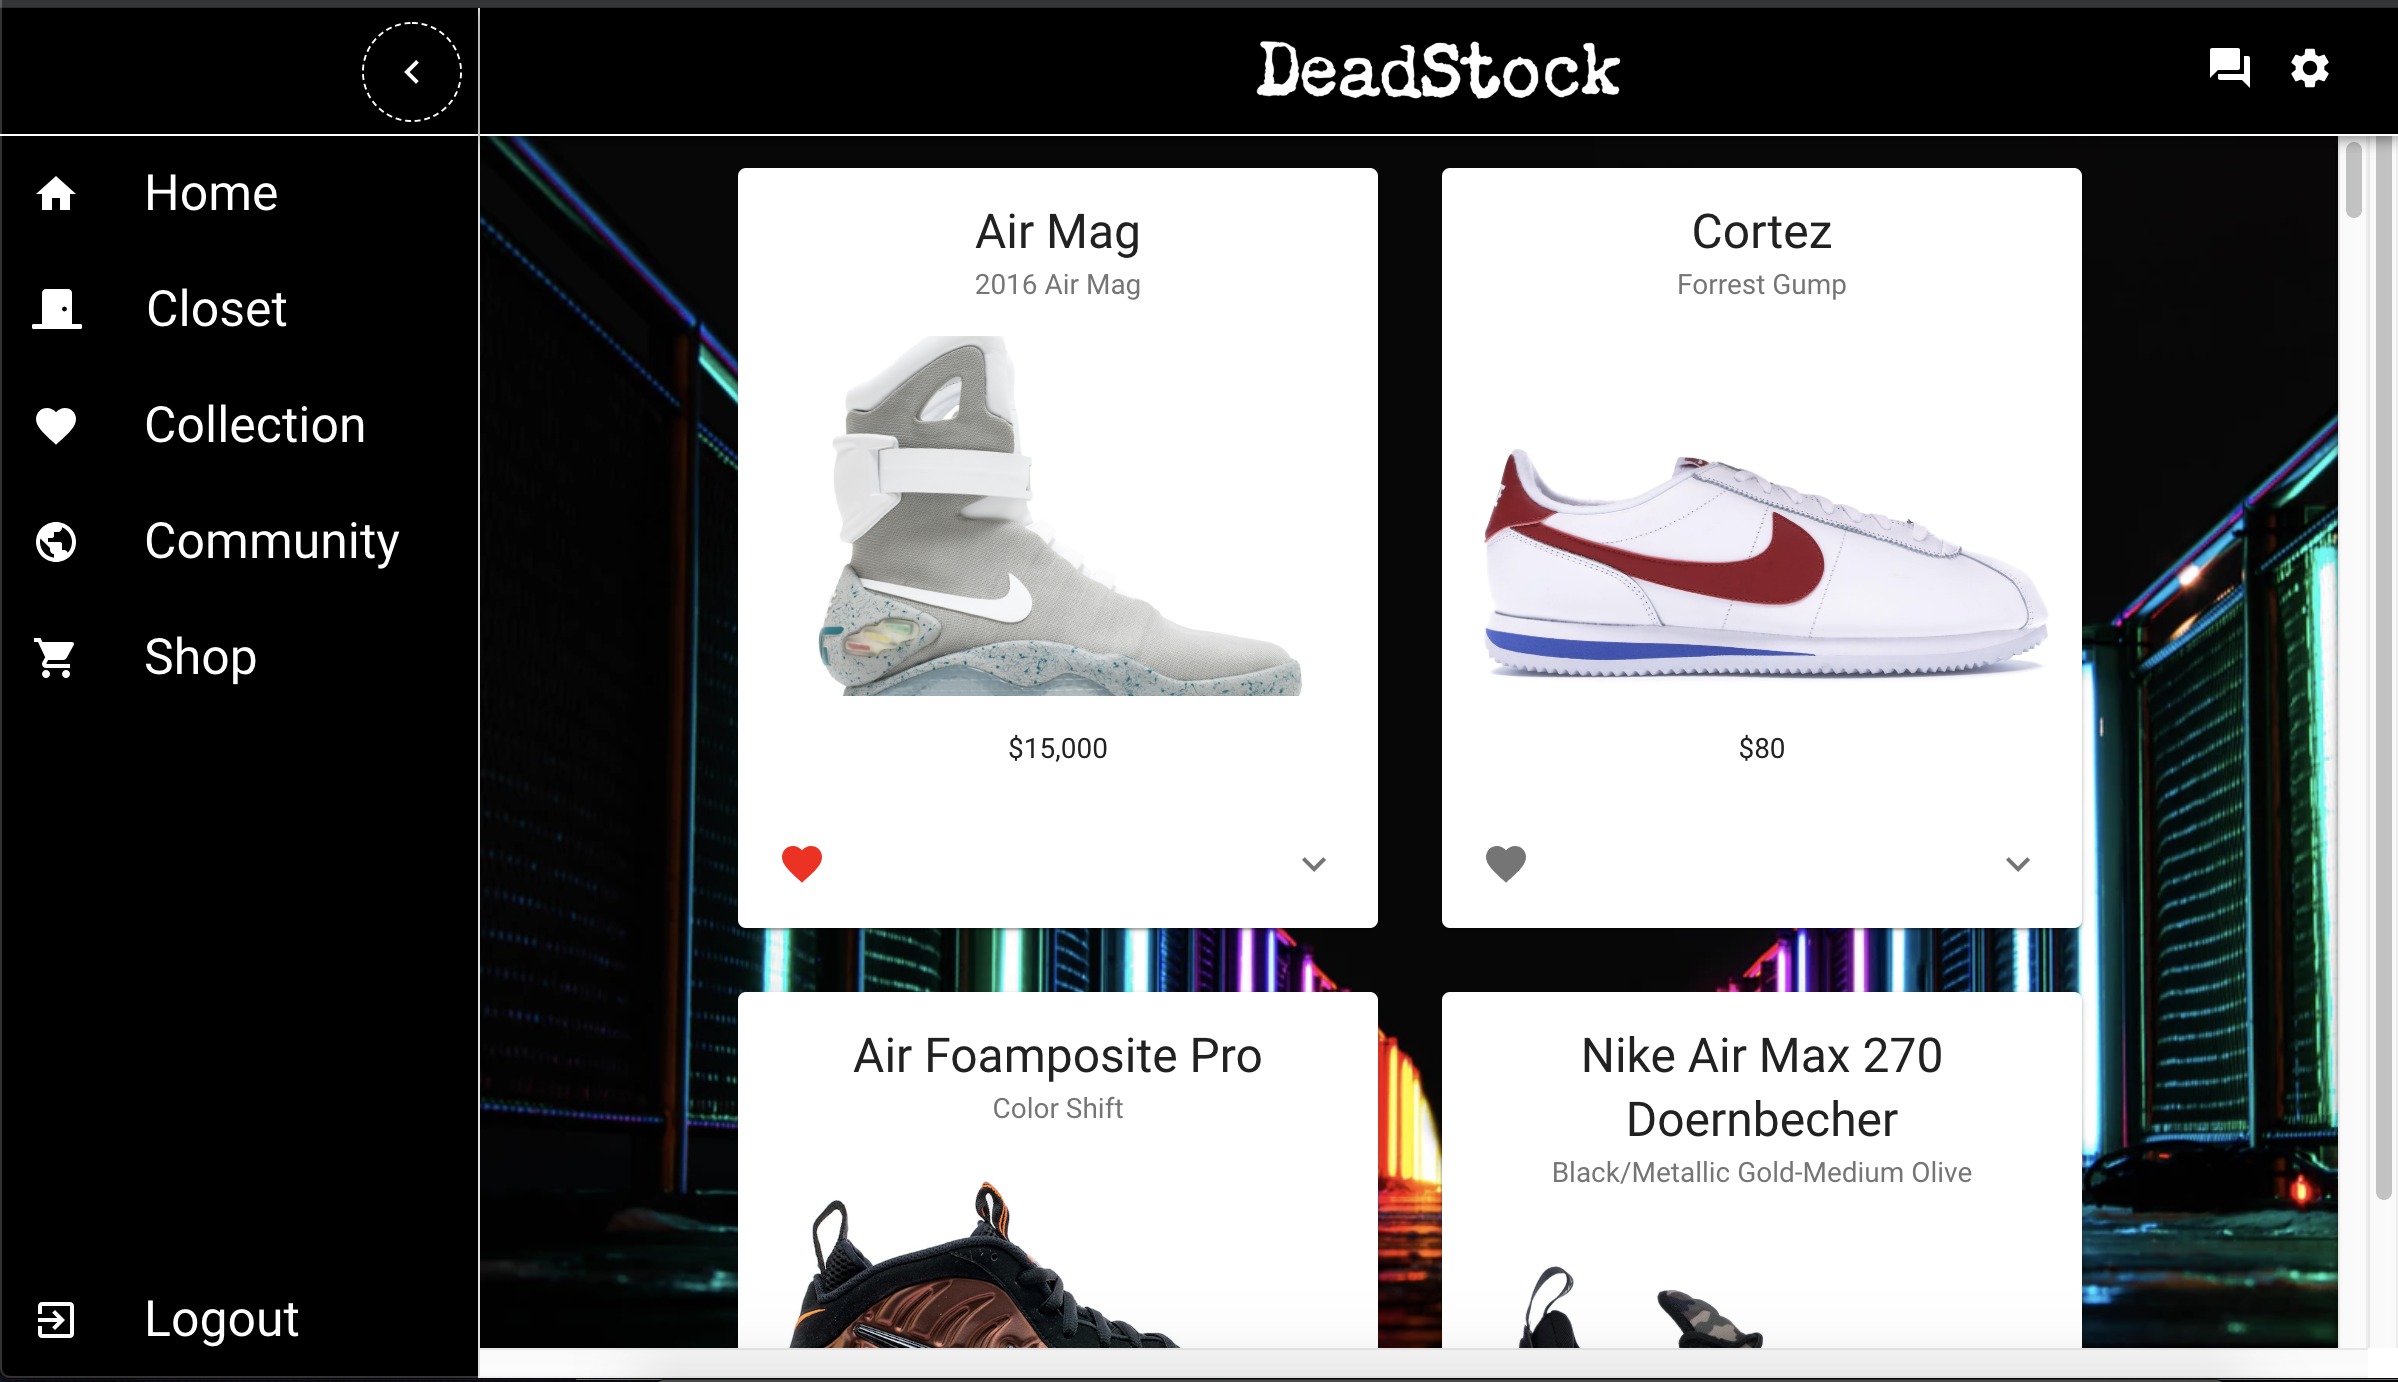 DeadStock
Home
Closet
Collection
Community
Shop
Logout
Air Mag
2016 Air Mag
$15,000
Cortez
Forrest Gump
$80
Air Foamposite Pro
Color Shift
Nike Air Max 270
Doernbecher
Black/Metallic Gold-Medium Olive